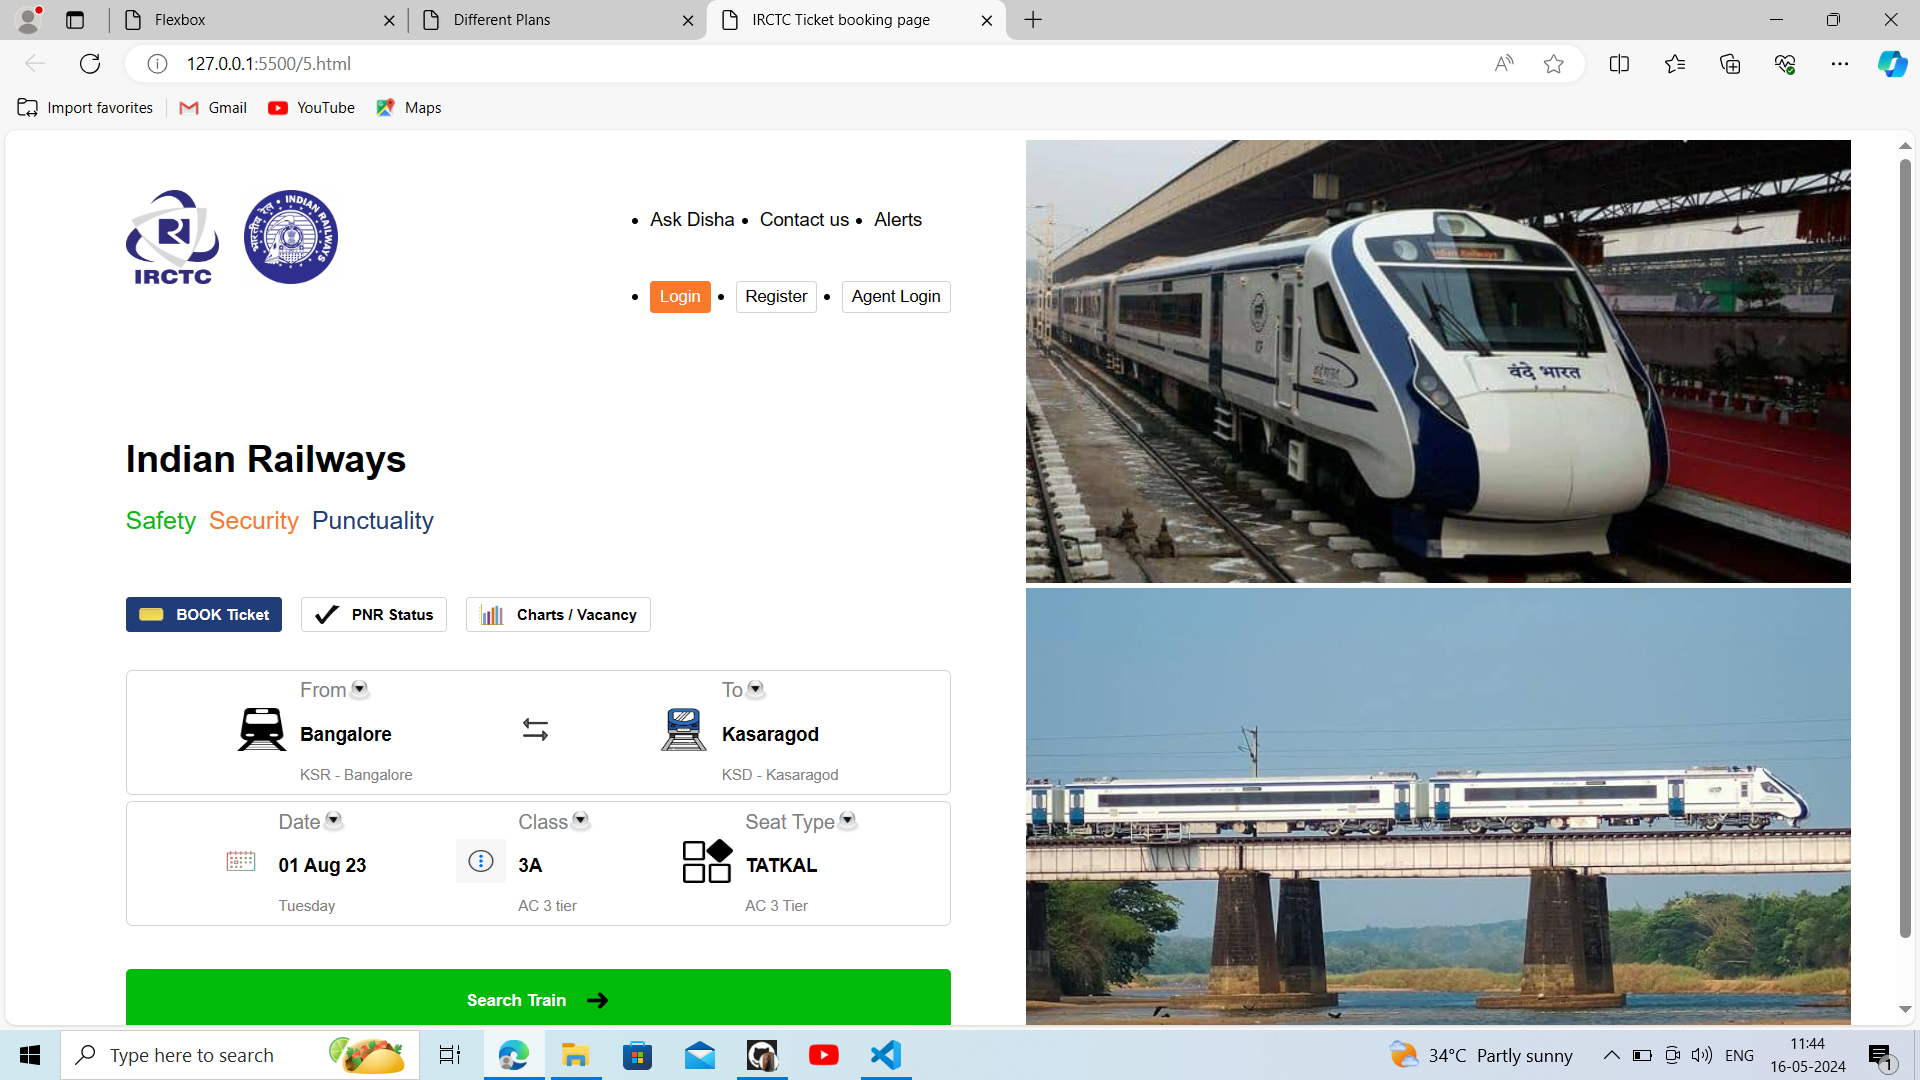 Flexbox
Different Plans
IRCTC Ticket booking page
127.0.0.1:5500/5.html
Import favorites
Gmail
YouTube
Maps
IRCTC
INDIAN RAILWAYS
भारतीय रेल
Ask Disha
Contact us
Alerts
Login
Register
Agent Login
Indian Railways
वंदे भारत
Indian Railways
Safety Security Punctuality
BOOK Ticket
PNR Status
Charts / Vacancy
From
To
Bangalore
Kasaragod
KSR - Bangalore
KSD - Kasaragod
Date
Class
Seat Type
01 Aug 23
3A
TATKAL
Tuesday
AC 3 tier
AC 3 Tier
Search Train
Type here to search
34°C Partly sunny
ENG
11:44
16-05-2024
1